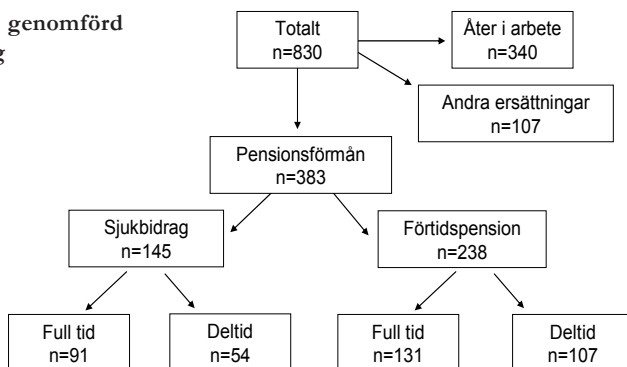 genomförd
g
Totalt
n=830
Åter i arbete
n=340
Andra ersättningar
n=107
Pensionsförmån
n=383
Sjukbidrag
n=145
Förtidspension
n=238
Full tid
n=91
Deltid
n=54
Full tid
n=131
Deltid
n=107